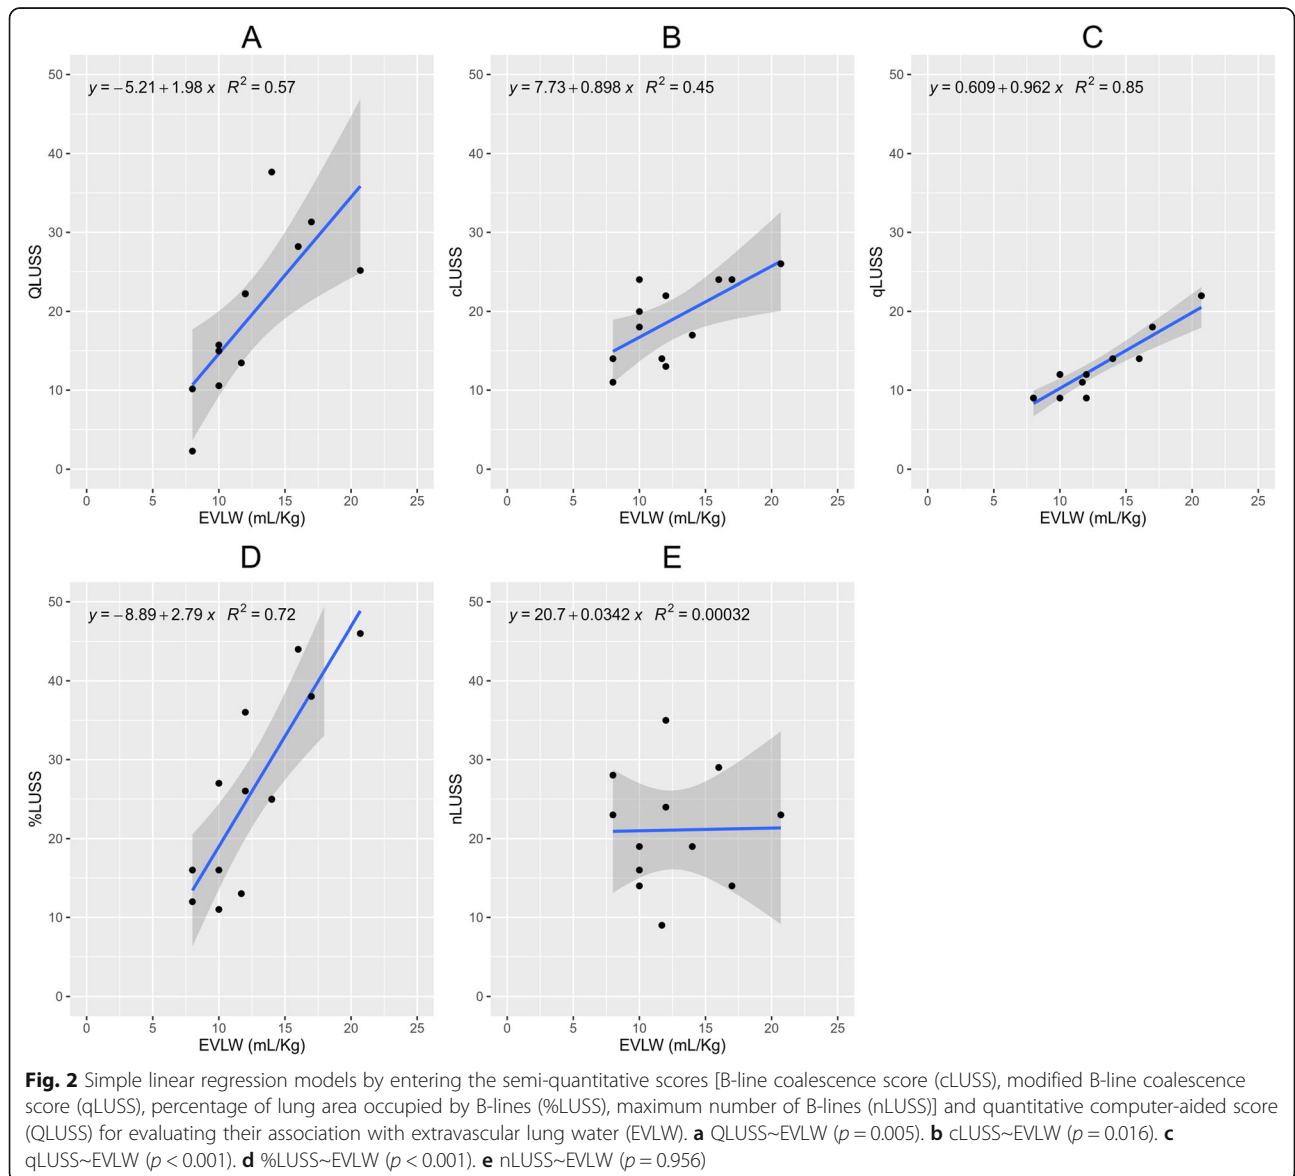 A
y = −5.21 + 1.98 x R² = 0.57
QLUSS
50
40
30
20
10
0
0 5 10 15 20 25
EVLW (mL/Kg)
B
y = 7.73 + 0.898 x R² = 0.45
cLUSS
50
40
30
20
10
0
0 5 10 15 20 25
EVLW (mL/Kg)
C
y = 0.609 + 0.962 x R² = 0.85
qLUSS
50
40
30
20
10
0
0 5 10 15 20 25
EVLW (mL/Kg)
D
y = −8.89 + 2.79 x R² = 0.72
%LUSS
50
40
30
20
10
0
0 5 10 15 20 25
EVLW (mL/Kg)
E
y = 20.7 + 0.0342 x R² = 0.00032
nLUSS
50
40
30
20
10
0
0 5 10 15 20 25
EVLW (mL/Kg)
Fig. 2 Simple linear regression models by entering the semi-quantitative scores [B-line coalescence score (cLUSS), modified B-line coalescence
score (qLUSS), percentage of lung area occupied by B-lines (%LUSS), maximum number of B-lines (nLUSS)] and quantitative computer-aided score
(QLUSS) for evaluating their association with extravascular lung water (EVLW). a QLUSS~EVLW (p = 0.005). b cLUSS~EVLW (p = 0.016). c
qLUSS~EVLW (p < 0.001). d %LUSS~EVLW (p < 0.001). e nLUSS~EVLW (p = 0.956)